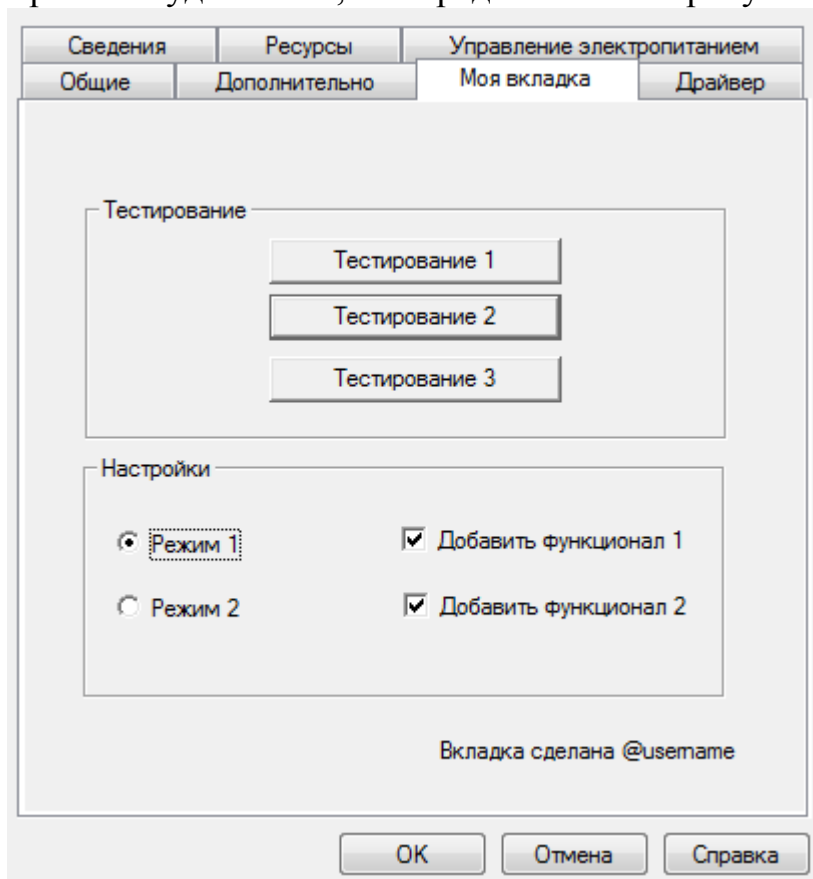 Сведения Ресурсы Управление электропитанием
Общие Дополнительно Моя вкладка Драйвер
Тестирование
Тестирование 1
Тестирование 2
Тестирование 3
Настройки
Режим 1 Добавить функционал 1
Режим 2 Добавить функционал 2
Вкладка сделана @username
OK Отмена Справка